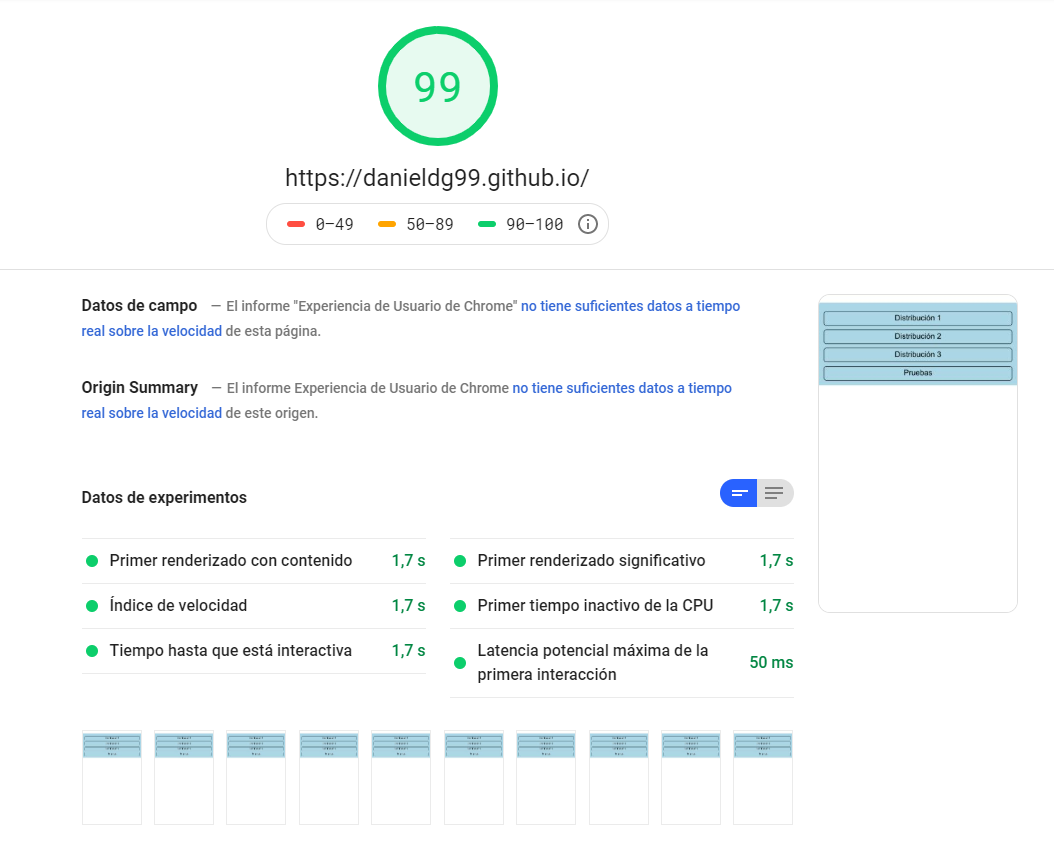 99
https://danieldg99.github.io/
0–49 50–89 90–100
Datos de campo — El informe "Experiencia de Usuario de Chrome" no tiene suficientes datos a tiempo
real sobre la velocidad de esta página.
Origin Summary — El informe Experiencia de Usuario de Chrome no tiene suficientes datos a tiempo
real sobre la velocidad de este origen.
Distribución 1
Distribución 2
Distribución 3
Pruebas
Datos de experimentos
Primer renderizado con contenido 1,7 s
Índice de velocidad 1,7 s
Tiempo hasta que está interactiva 1,7 s
Primer renderizado significativo 1,7 s
Primer tiempo inactivo de la CPU 1,7 s
Latencia potencial máxima de la
primera interacción 50 ms